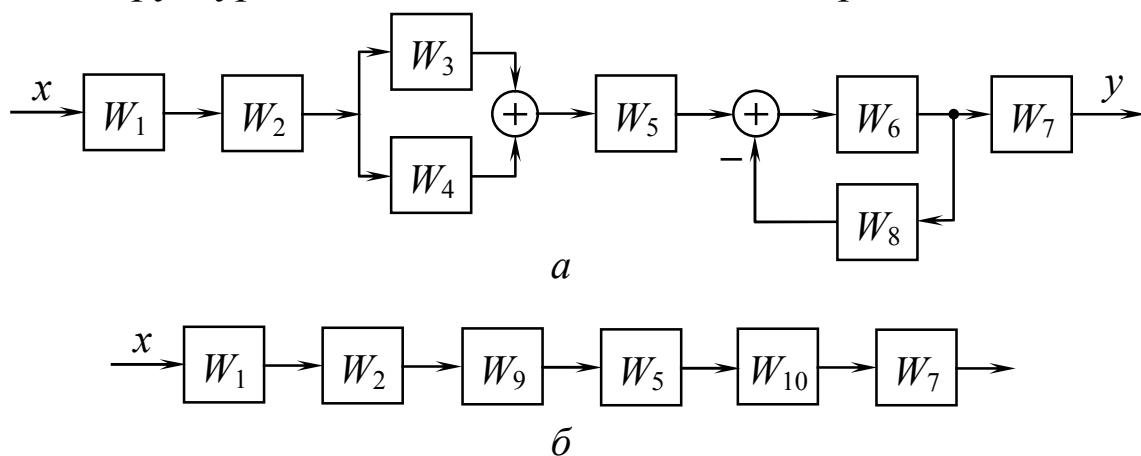 x W₁ W₂ W₃ W₄ + W₅ + − W₆ W₈ W₇ y
а
x W₁ W₂ W₉ W₅ W₁₀ W₇
б